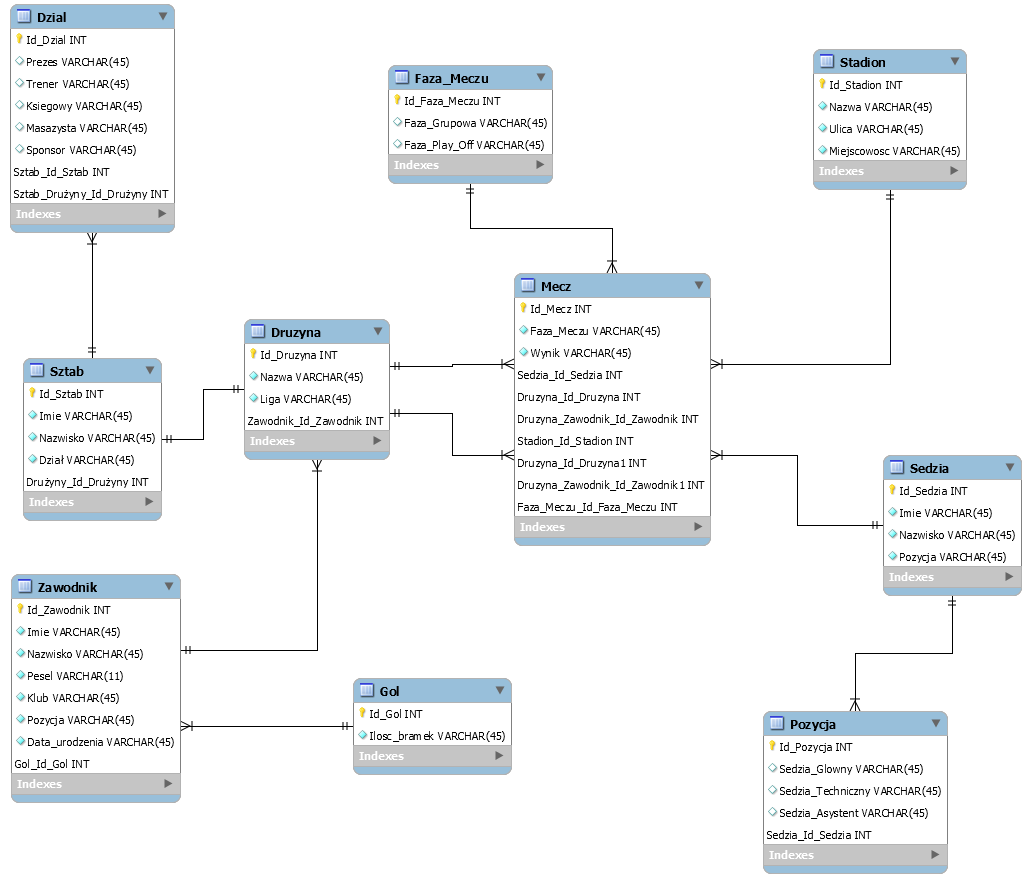 Dzial
Id_Dzial INT
Prezes VARCHAR(45)
Trener VARCHAR(45)
Ksiegowy VARCHAR(45)
Masazysta VARCHAR(45)
Sponsor VARCHAR(45)
Sztab_Id_Sztab INT
Sztab_Drużyny_Id_Drużyny INT
Indexes
Faza_Meczu
Id_Faza_Meczu INT
Faza_Grupowa VARCHAR(45)
Faza_Play_Off VARCHAR(45)
Indexes
Stadion
Id_Stadion INT
Nazwa VARCHAR(45)
Ulica VARCHAR(45)
Miejscowosc VARCHAR(45)
Indexes
Mecz
Id_Mecz INT
Faza_Meczu VARCHAR(45)
Wynik VARCHAR(45)
Sedzia_Id_Sedzia INT
Druzyna_Id_Druzyna INT
Druzyna_Zawodnik_Id_Zawodnik INT
Stadion_Id_Stadion INT
Druzyna_Id_Druzyna1 INT
Druzyna_Zawodnik_Id_Zawodnik1 INT
Faza_Meczu_Id_Faza_Meczu INT
Indexes
Druzyna
Id_Druzyna INT
Nazwa VARCHAR(45)
Liga VARCHAR(45)
Zawodnik_Id_Zawodnik INT
Indexes
Sztab
Id_Sztab INT
Imie VARCHAR(45)
Nazwisko VARCHAR(45)
Dział VARCHAR(45)
Drużyny_Id_Drużyny INT
Indexes
Sedzia
Id_Sedzia INT
Imie VARCHAR(45)
Nazwisko VARCHAR(45)
Pozycja VARCHAR(45)
Indexes
Zawodnik
Id_Zawodnik INT
Imie VARCHAR(45)
Nazwisko VARCHAR(45)
Pesel VARCHAR(11)
Klub VARCHAR(45)
Pozycja VARCHAR(45)
Data_urodzenia VARCHAR(45)
Gol_Id_Gol INT
Indexes
Gol
Id_Gol INT
Ilosc_bramek VARCHAR(45)
Indexes
Pozycja
Id_Pozycja INT
Sedzia_Glowny VARCHAR(45)
Sedzia_Techniczny VARCHAR(45)
Sedzia_Asystent VARCHAR(45)
Sedzia_Id_Sedzia INT
Indexes